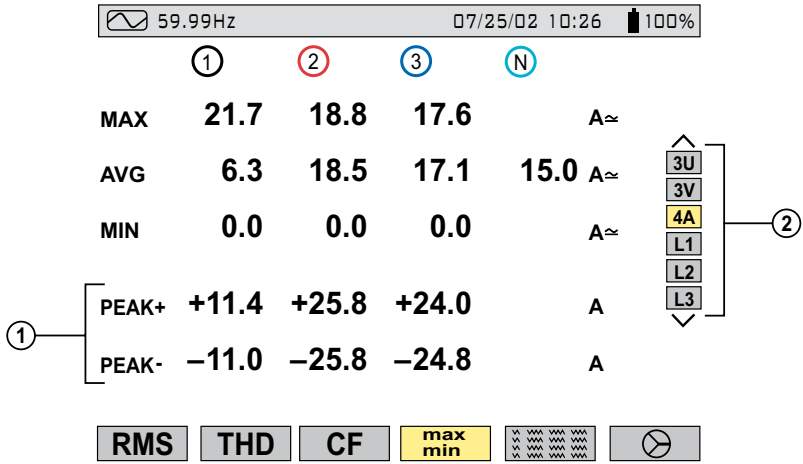 59.99Hz 07/25/02 10:26 100%
1 2 3 N
MAX 21.7 18.8 17.6 A≃
AVG 6.3 18.5 17.1 15.0 A≃
MIN 0.0 0.0 0.0 A≃
PEAK+ +11.4 +25.8 +24.0 A
PEAK- –11.0 –25.8 –24.8 A
1
3U
3V
4A
L1
L2
L3
2
RMS THD CF max min